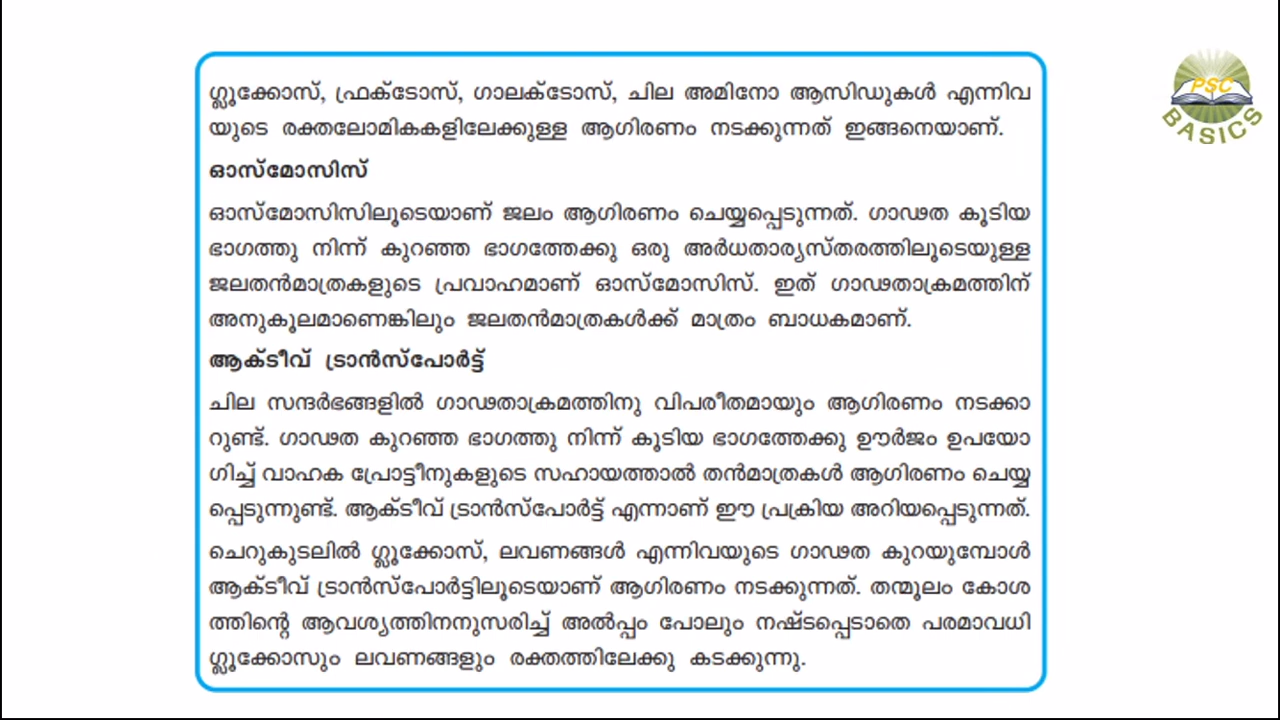 ഗ്ലൂക്കോസ്, ഫ്രക്ടോസ്, ഗാലക്ടോസ്, ചില അമിനോ ആസിഡുകൾ എന്നിവ
യുടെ രക്തലോമികകളിലേക്കുള്ള ആഗിരണം നടക്കുന്നത് ഇങ്ങനെയാണ്.
ഓസ്മോസിസ്
ഓസ്മോസിസിലൂടെയാണ് ജലം ആഗിരണം ചെയ്യപ്പെടുന്നത്. ഗാഢത കൂടിയ
ഭാഗത്തു നിന്ന് കുറഞ്ഞ ഭാഗത്തേക്കു ഒരു അർധതാര്യസ്തരത്തിലൂടെയുള്ള
ജലതൻമാത്രകളുടെ പ്രവാഹമാണ് ഓസ്മോസിസ്. ഇത് ഗാഢതാക്രമത്തിന്
അനുകൂലമാണെങ്കിലും ജലതൻമാത്രകൾക്ക് മാത്രം ബാധകമാണ്.
ആക്ടീവ് ട്രാൻസ്പോർട്ട്
ചില സന്ദർഭങ്ങളിൽ ഗാഢതാക്രമത്തിനു വിപരീതമായും ആഗിരണം നടക്കാ
റുണ്ട്. ഗാഢത കുറഞ്ഞ ഭാഗത്തു നിന്ന് കൂടിയ ഭാഗത്തേക്കു ഊർജം ഉപയോ
ഗിച്ച് വാഹക പ്രോട്ടീനുകളുടെ സഹായത്താൽ തൻമാത്രകൾ ആഗിരണം ചെയ്യ
പ്പെടുന്നുണ്ട്. ആക്ടീവ് ട്രാൻസ്പോർട്ട് എന്നാണ് ഈ പ്രക്രിയ അറിയപ്പെടുന്നത്.
ചെറുകുടലിൽ ഗ്ലൂക്കോസ്, ലവണങ്ങൾ എന്നിവയുടെ ഗാഢത കുറയുമ്പോൾ
ആക്ടീവ് ട്രാൻസ്പോർട്ടിലൂടെയാണ് ആഗിരണം നടക്കുന്നത്. തന്മൂലം കോശ
ത്തിന്റെ ആവശ്യത്തിനനുസരിച്ച് അൽപ്പം പോലും നഷ്ടപ്പെടാതെ പരമാവധി
ഗ്ലൂക്കോസും ലവണങ്ങളും രക്തത്തിലേക്കു കടക്കുന്നു.
PSC
BASICS